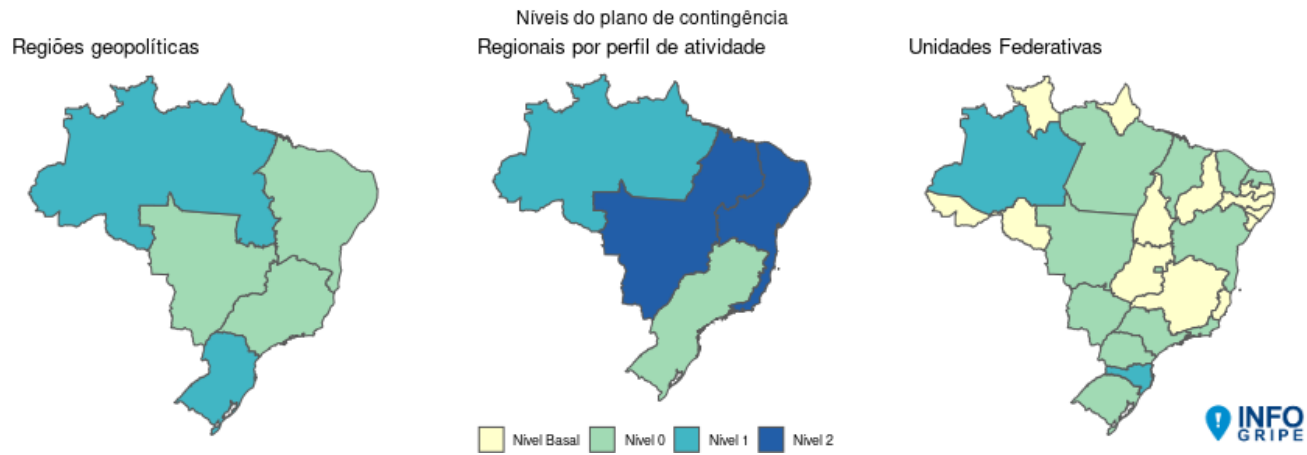 Níveis do plano de contingência
Regiões geopolíticas
Regionais por perfil de atividade
Unidades Federativas
Nível Basal
Nível 0
Nível 1
Nível 2
INFO
GRIPE